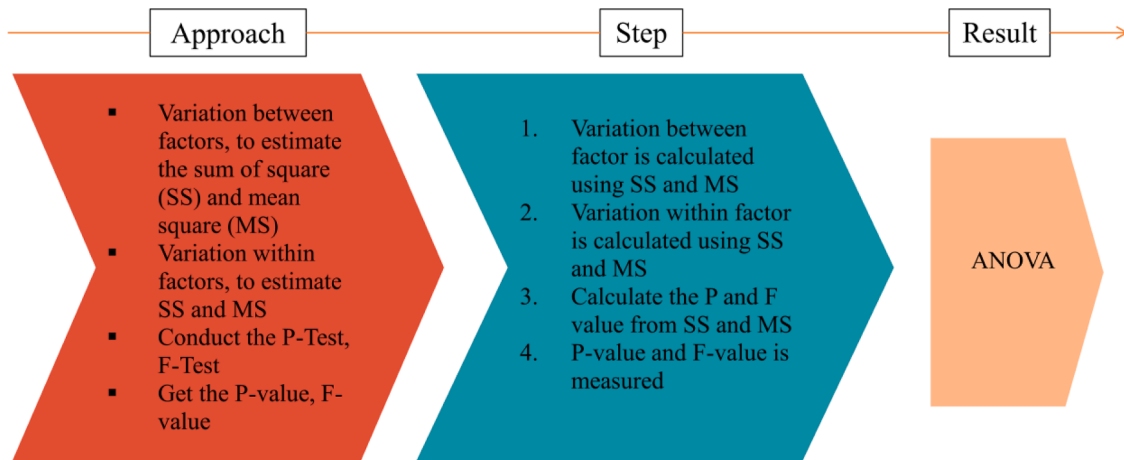 Approach
Step
Result
▪ Variation between
factors, to estimate
the sum of square
(SS) and mean
square (MS)
▪ Variation within
factors, to estimate
SS and MS
▪ Conduct the P-Test,
F-Test
▪ Get the P-value, F-
value
1. Variation between
factor is calculated
using SS and MS
2. Variation within factor
is calculated using SS
and MS
3. Calculate the P and F
value from SS and MS
4. P-value and F-value is
measured
ANOVA